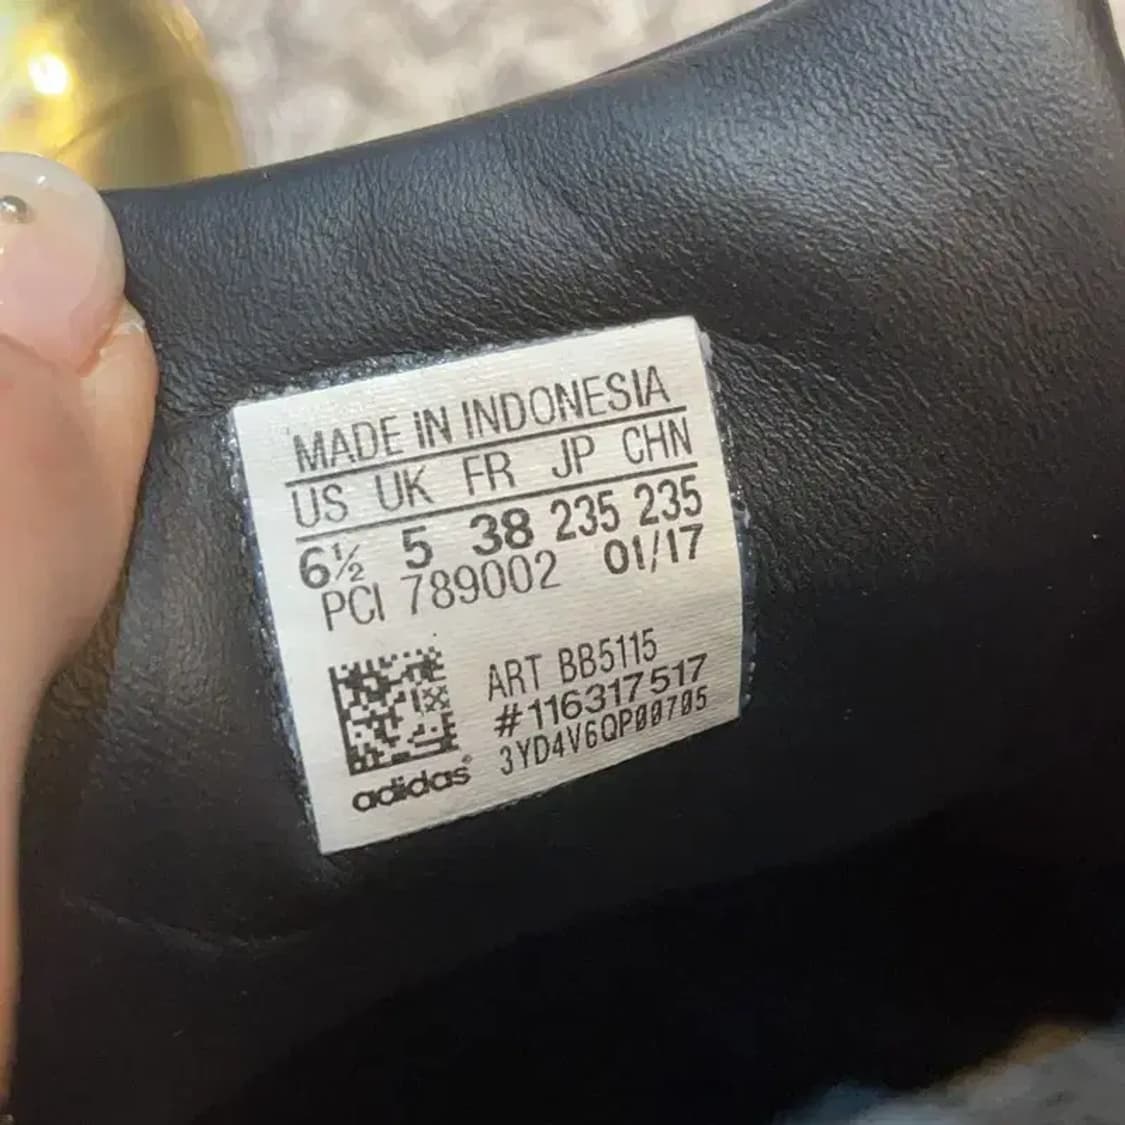 MADE IN INDONESIA
US UK FR JP CHN
6½ 5 38 235 235
PCI 789002 01/17
ART BB5115
#116317517
3YD4V6QP00705
adidas®